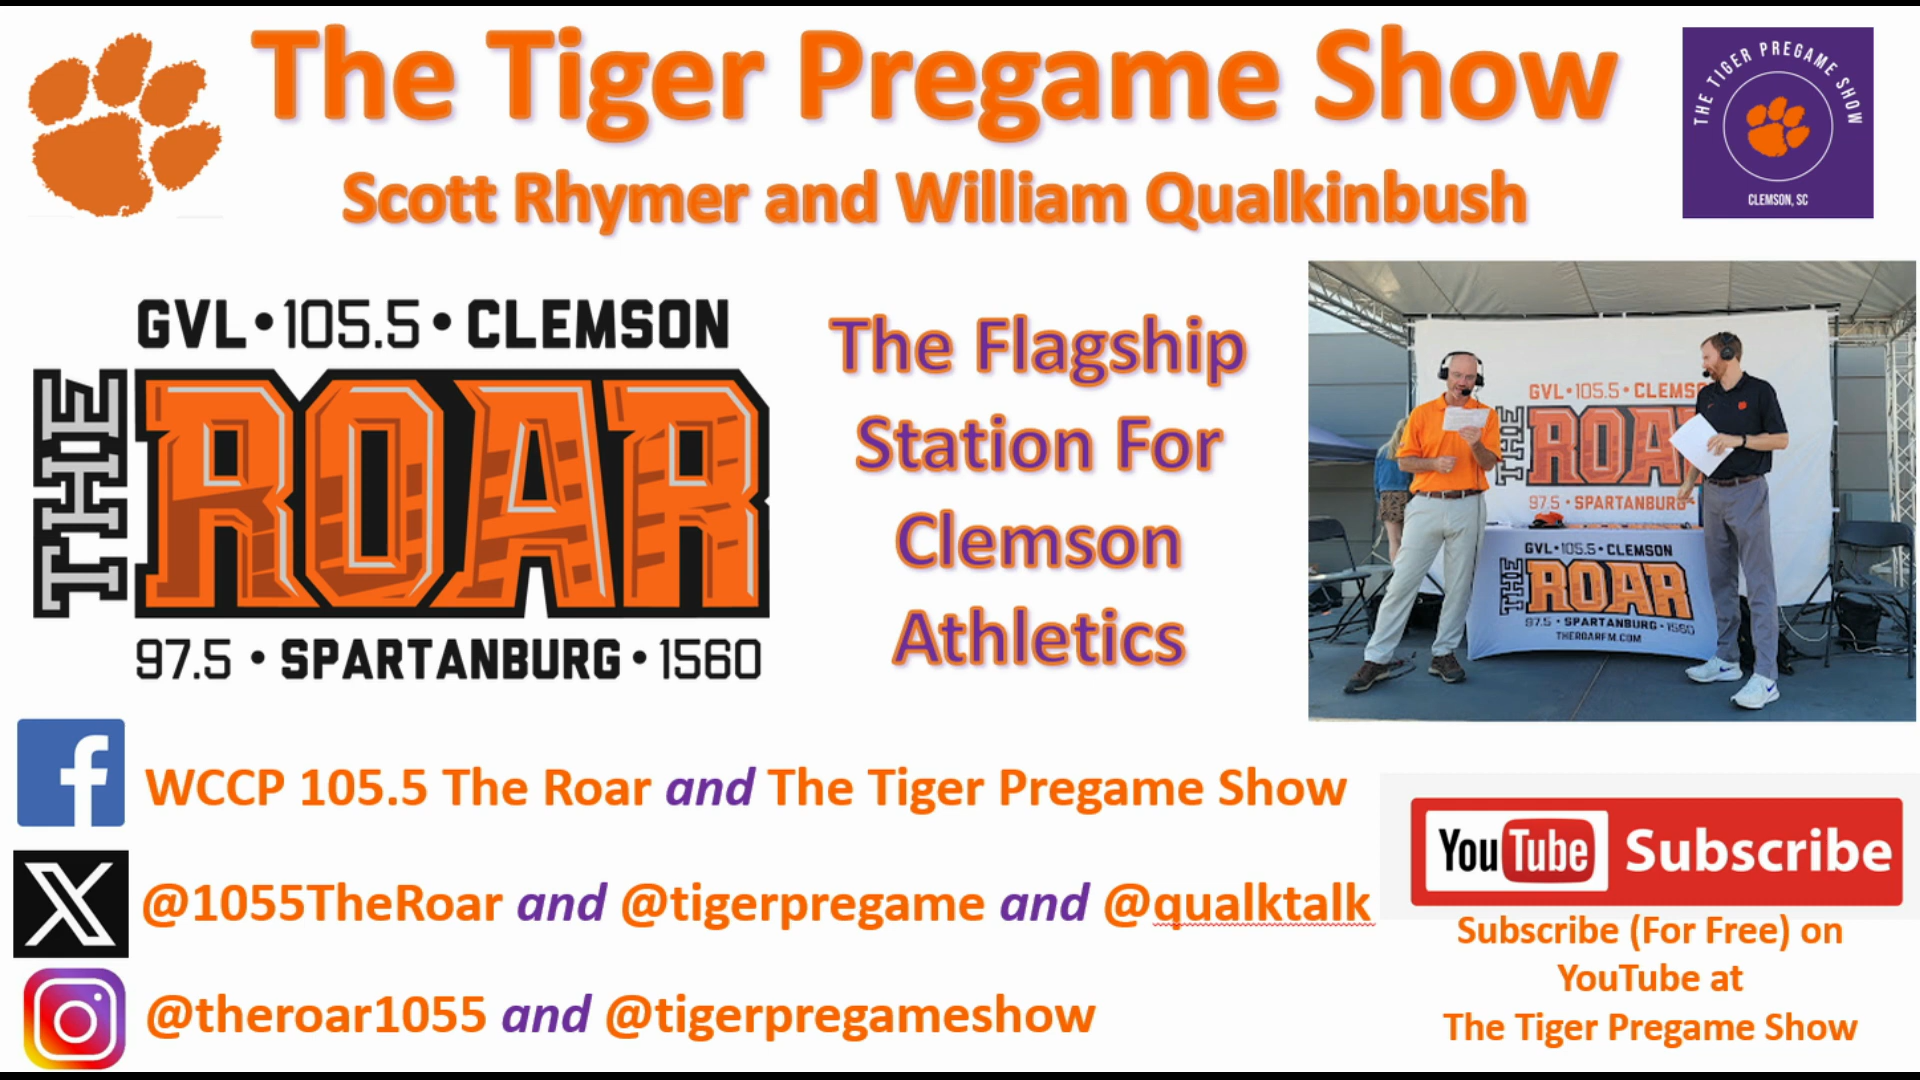 The Tiger Pregame Show
Scott Rhymer and William Qualkinbush
THE TIGER PREGAME SHOW
CLEMSON, SC
GVL • 105.5 • CLEMSON
THE ROAR
97.5 • SPARTANBURG • 1560
The Flagship
Station For
Clemson
Athletics
GVL • 105.5 • CLEMS
THE ROA
97.5 • SPARTANBURG
GVL • 105.5 • CLEMSON
THE ROAR
97.5 • SPARTANBURG • 1560
THEROARFM.COM
f
WCCP 105.5 The Roar and The Tiger Pregame Show
X
@1055TheRoar and @tigerpregame and @qualktalk
@theroar1055 and @tigerpregameshow
YouTube Subscribe
Subscribe (For Free) on
YouTube at
The Tiger Pregame Show